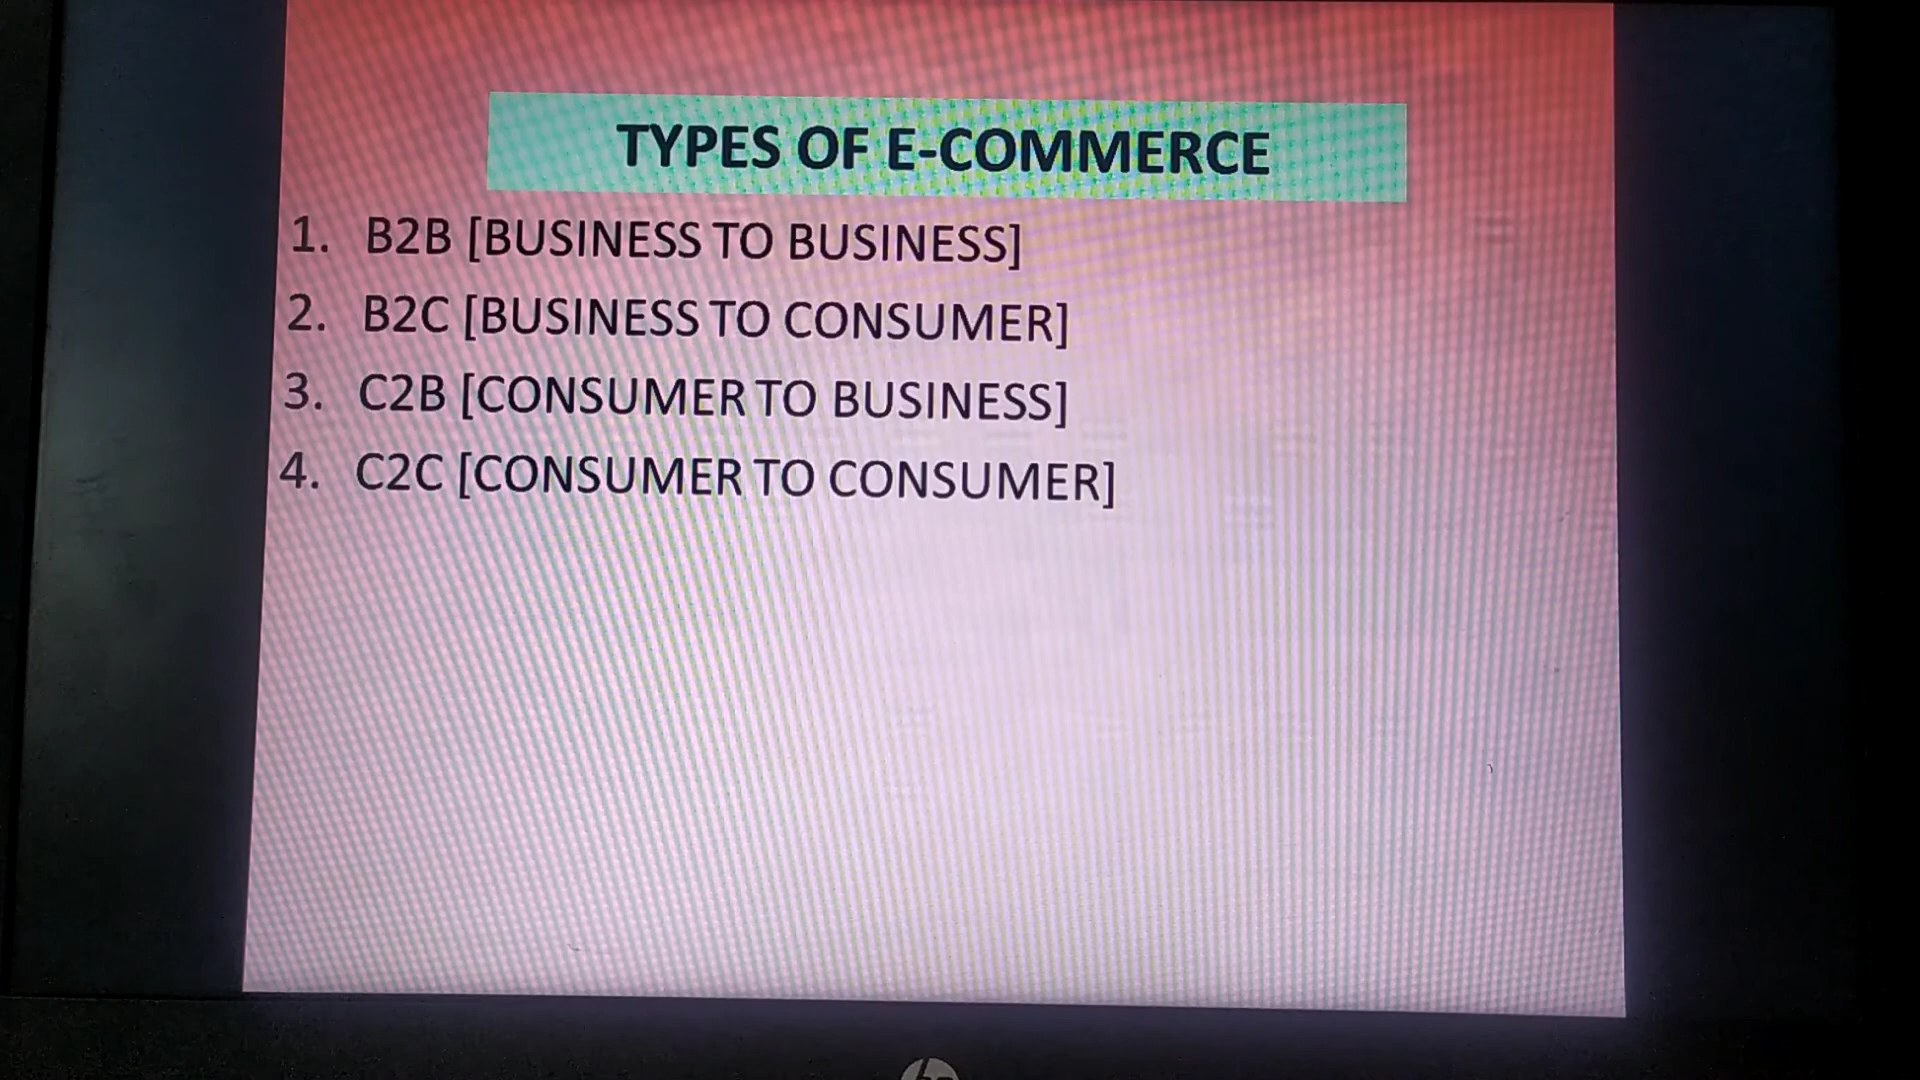 TYPES OF E-COMMERCE
1. B2B [BUSINESS TO BUSINESS]
2. B2C [BUSINESS TO CONSUMER]
3. C2B [CONSUMER TO BUSINESS]
4. C2C [CONSUMER TO CONSUMER]
hp